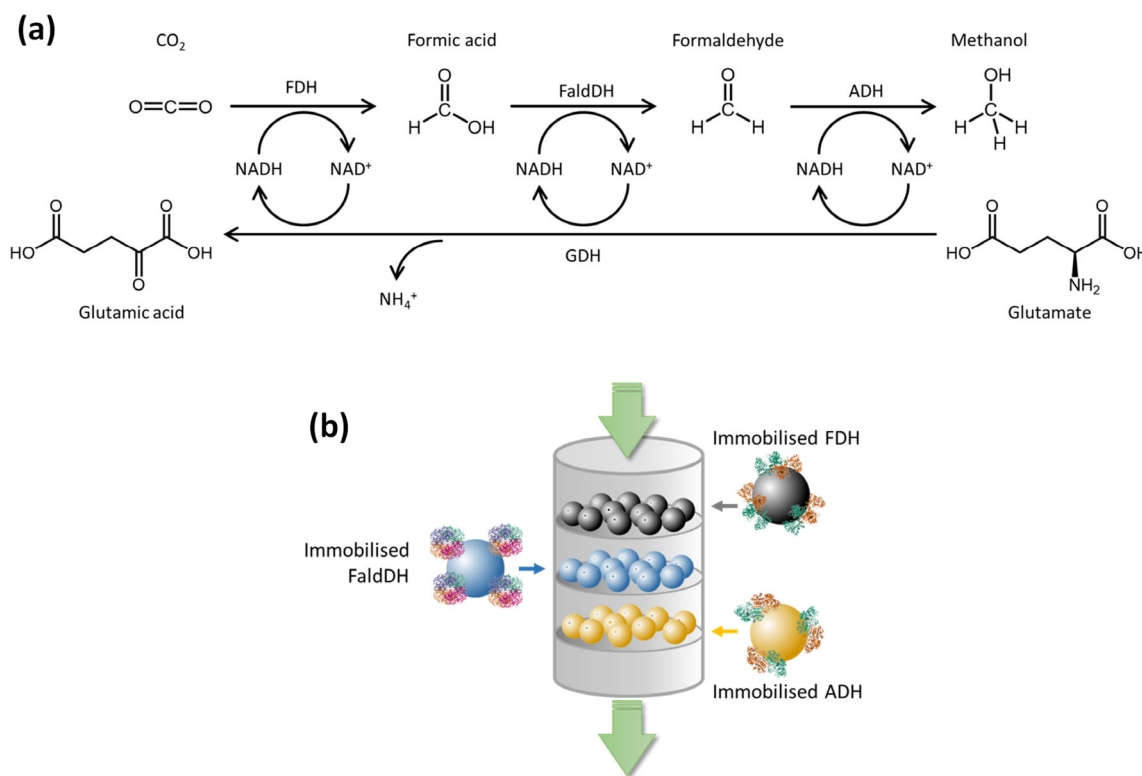 (a)
CO2
Formic acid
Formaldehyde
Methanol
O=C=O
FDH
O
C
H
OH
FaldDH
O
C
H
H
ADH
OH
C
H
H
H
NADH
NAD+
NADH
NAD+
NADH
NAD+
O
O
HO
OH
O
GDH
NH4+
O
O
HO
OH
NH2
Glutamic acid
Glutamate
(b)
Immobilised FDH
Immobilised
FaldDH
Immobilised ADH